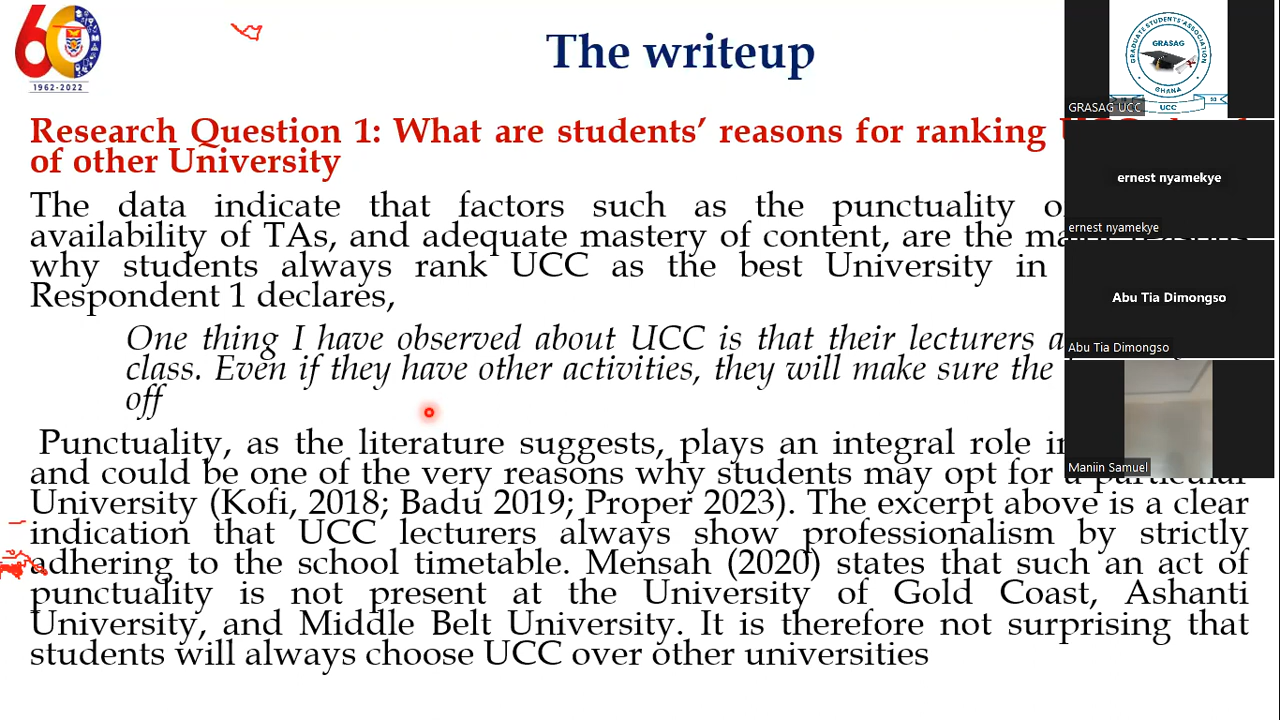 60
1962-2022
The writeup
Research Question 1: What are students' reasons for ranking
of other University
The data indicate that factors such as the punctuality
availability of TAs, and adequate mastery of content, are the
why students always rank UCC as the best University in
Respondent 1 declares,
One thing I have observed about UCC is that their lecturers
class. Even if they have other activities, they will make sure the
off
Punctuality, as the literature suggests, plays an integral role
and could be one of the very reasons why students may opt for a particular
University (Kofi, 2018; Badu 2019; Proper 2023). The excerpt above is a clear
indication that UCC lecturers always show professionalism by strictly
adhering to the school timetable. Mensah (2020) states that such an act of
punctuality is not present at the University of Gold Coast, Ashanti
University, and Middle Belt University. It is therefore not surprising that
students will always choose UCC over other universities
GRADUATE STUDENTS' ASSOCIATION
GRASAG
GHANA
UCC
GRASAG UCC
ernest nyamekye
ernest nyamekye
Abu Tia Dimongso
Abu Tia Dimongso
Maniin Samuel